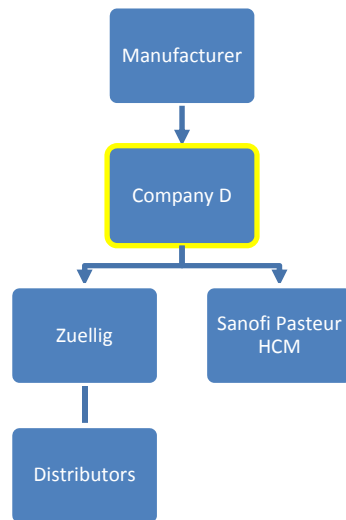 Manufacturer
Company D
Zuellig
Sanofi Pasteur
HCM
Distributors